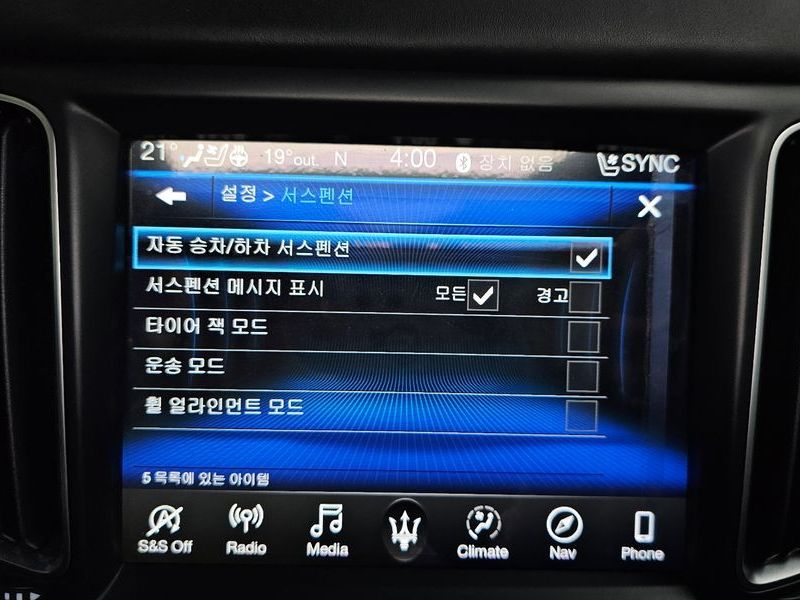 21° 19°out. N 4:00 장치 없음 SYNC
설정 > 서스펜션
자동 승차/하차 서스펜션
서스펜션 메시지 표시 모든 경고
타이어 잭 모드
운송 모드
휠 얼라인먼트 모드
5 목록에 있는 아이템
S&S Off Radio Media Climate Nav Phone